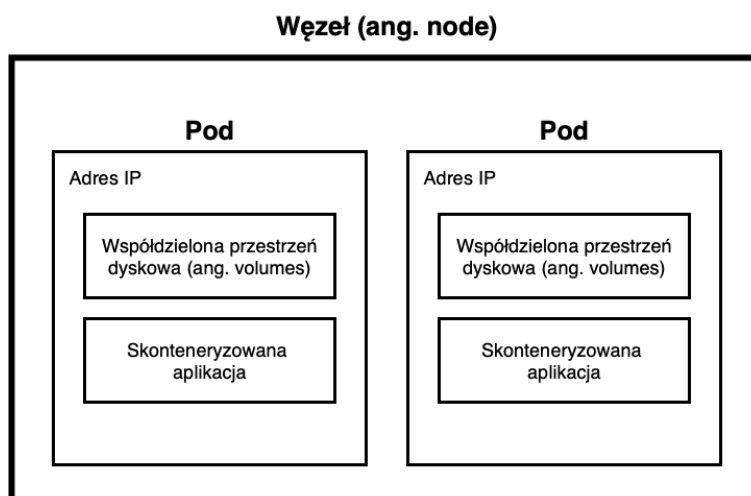 Węzeł (ang. node)
Pod
Adres IP
Współdzielona przestrzeń
dyskowa (ang. volumes)
Skonteneryzowana
aplikacja
Pod
Adres IP
Współdzielona przestrzeń
dyskowa (ang. volumes)
Skonteneryzowana
aplikacja